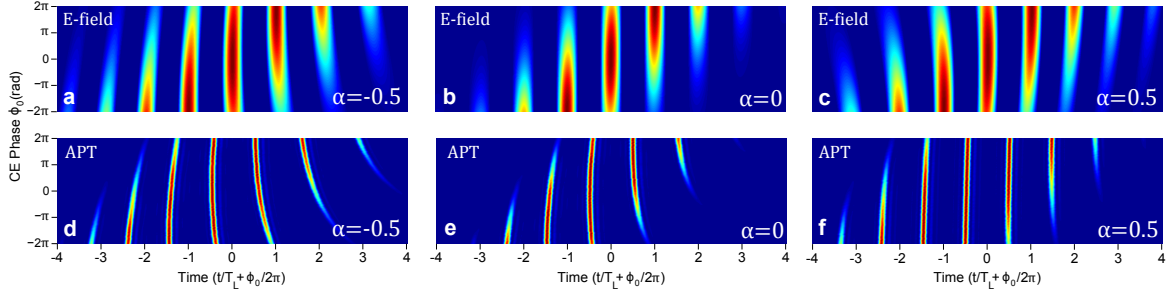 E-field
a
α=-0.5
E-field
b
α=0
E-field
c
α=0.5
2π
π
0
−π
−2π
CE Phase ϕ₀(rad)
APT
d
α=-0.5
APT
e
α=0
APT
f
α=0.5
2π
π
0
−π
−2π
-4 -3 -2 -1 0 1 2 3 4
-4 -3 -2 -1 0 1 2 3 4
-4 -3 -2 -1 0 1 2 3 4
Time (t/T_L+ϕ₀/2π)
Time (t/T_L+ϕ₀/2π)
Time (t/T_L+ϕ₀/2π)